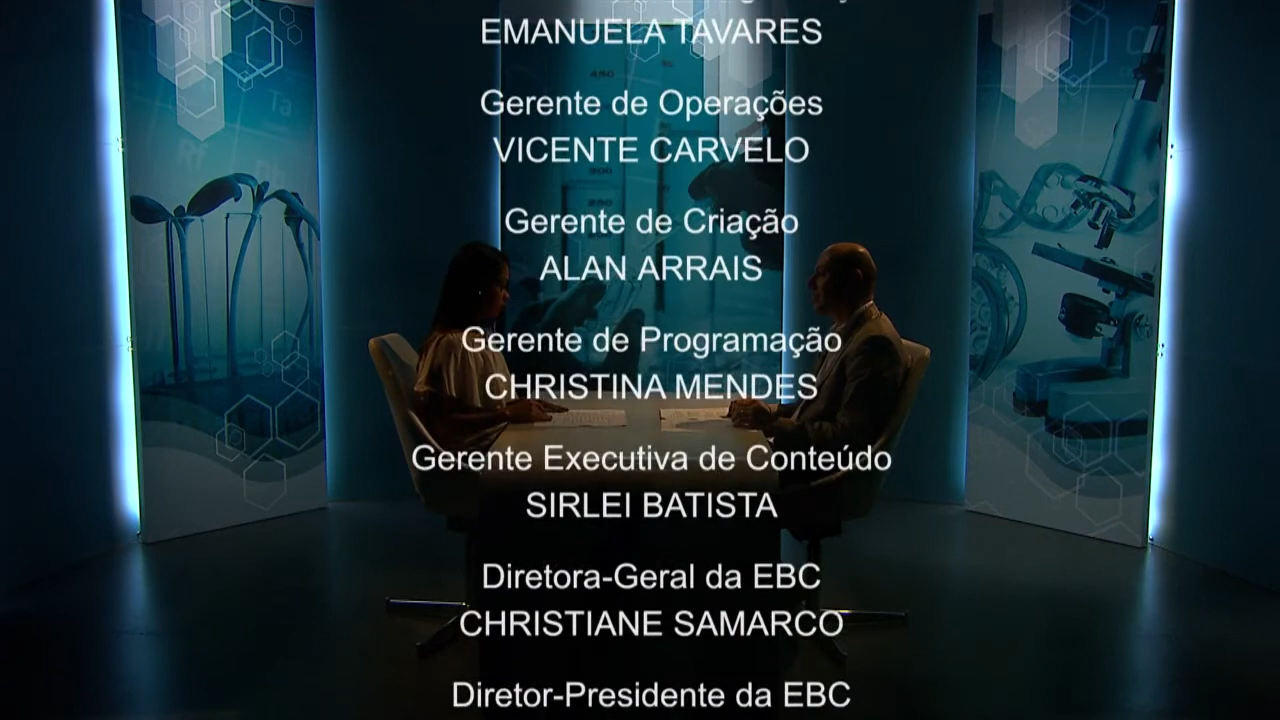 EMANUELA TAVARES
Gerente de Operações
VICENTE CARVELO
Gerente de Criação
ALAN ARRAIS
Gerente de Programação
CHRISTINA MENDES
Gerente Executiva de Conteúdo
SIRLEI BATISTA
Diretora-Geral da EBC
CHRISTIANE SAMARCO
Diretor-Presidente da EBC